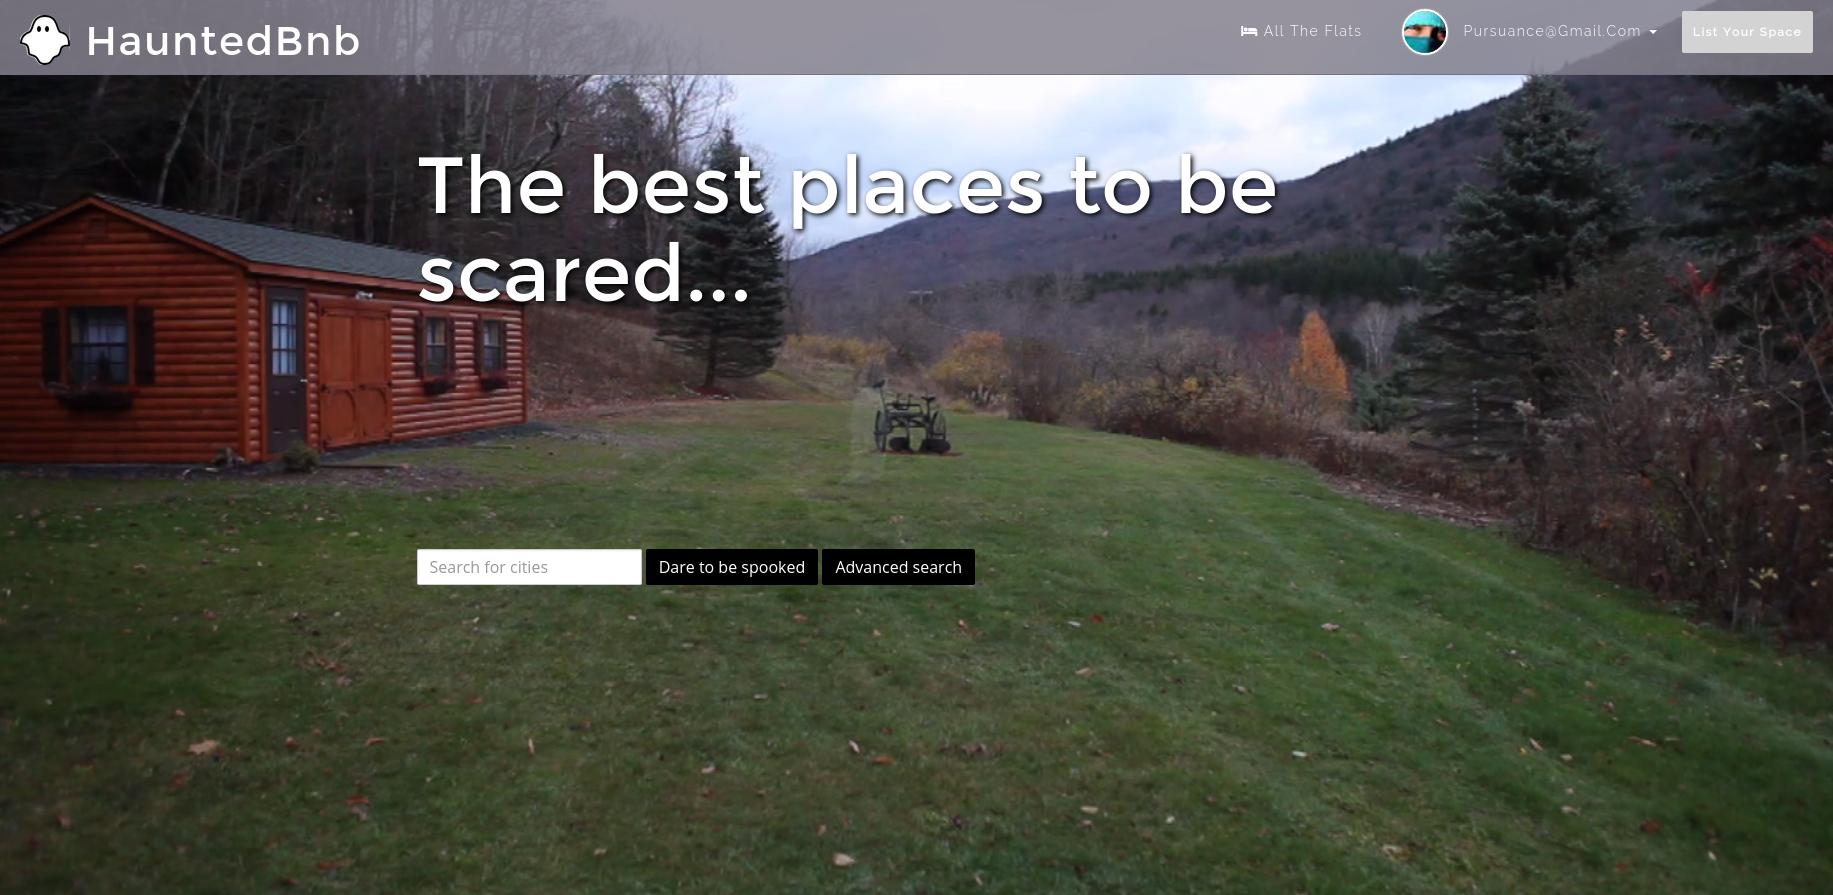 HauntedBnb
All The Flats
Pursuance@Gmail.Com
List Your Space
The best places to be
scared...
Search for cities
Dare to be spooked
Advanced search